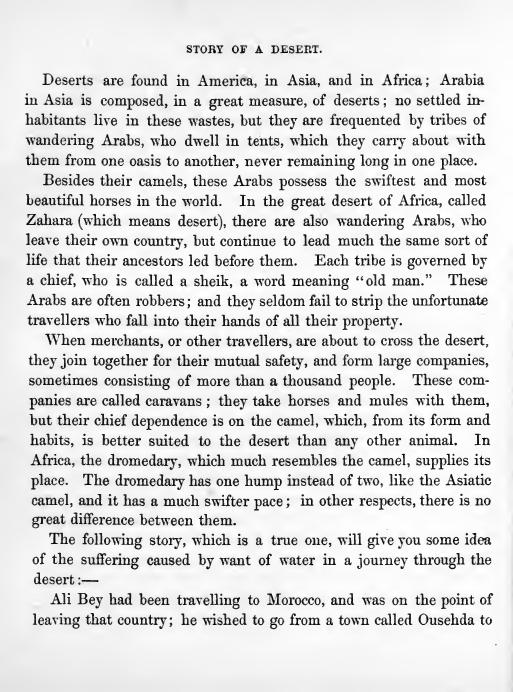 STORY OF A DESERT.
Deserts are found in America, in Asia, and in Africa; Arabia
in Asia is composed, in a great measure, of deserts; no settled in-
habitants live in these wastes, but they are frequented by tribes of
wandering Arabs, who dwell in tents, which they carry about with
them from one oasis to another, never remaining long in one place.
Besides their camels, these Arabs possess the swiftest and most
beautiful horses in the world. In the great desert of Africa, called
Zahara (which means desert), there are also wandering Arabs, who
leave their own country, but continue to lead much the same sort of
life that their ancestors led before them. Each tribe is governed by
a chief, who is called a sheik, a word meaning "old man." These
Arabs are often robbers; and they seldom fail to strip the unfortunate
travellers who fall into their hands of all their property.
When merchants, or other travellers, are about to cross the desert,
they join together for their mutual safety, and form large companies,
sometimes consisting of more than a thousand people. These com-
panies are called caravans; they take horses and mules with them,
but their chief dependence is on the camel, which, from its form and
habits, is better suited to the desert than any other animal. In
Africa, the dromedary, which much resembles the camel, supplies its
place. The dromedary has one hump instead of two, like the Asiatic
camel, and it has a much swifter pace; in other respects, there is no
great difference between them.
The following story, which is a true one, will give you some idea
of the suffering caused by want of water in a journey through the
desert:—
Ali Bey had been travelling to Morocco, and was on the point of
leaving that country; he wished to go from a town called Ousehda to